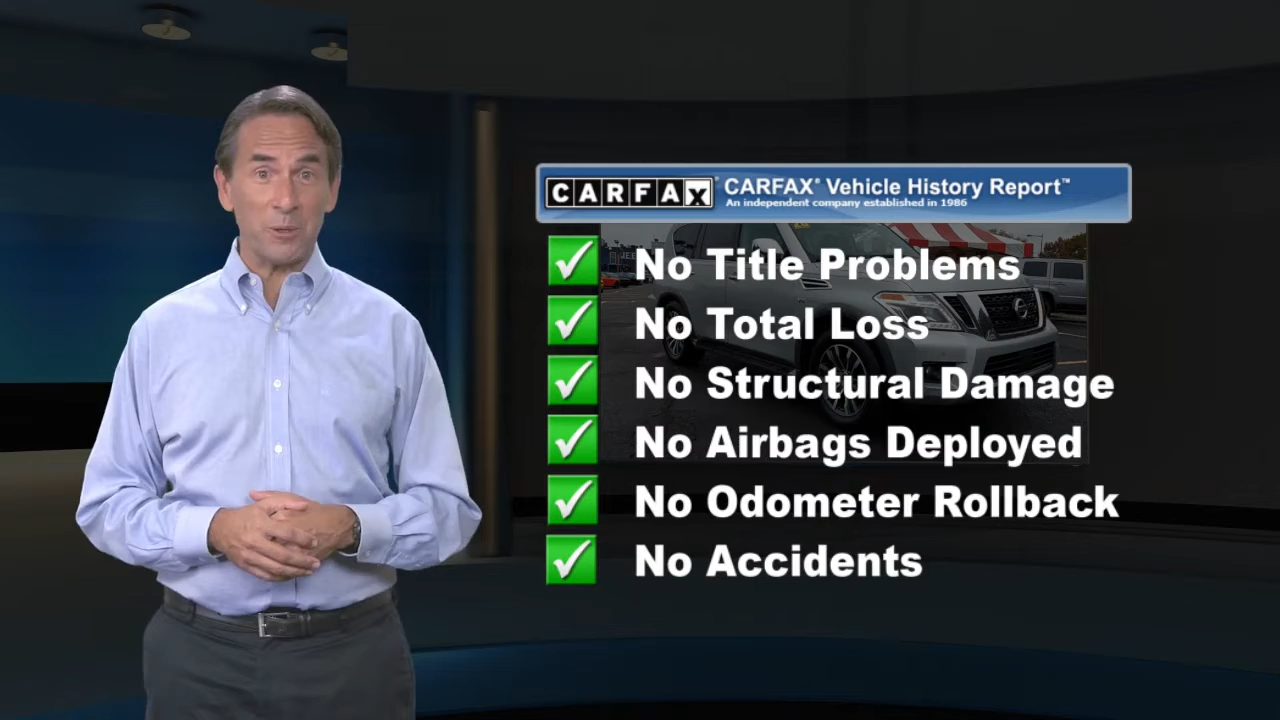 CARFAX
CARFAX® Vehicle History Report™
An independent company established in 1986
No Title Problems
No Total Loss
No Structural Damage
No Airbags Deployed
No Odometer Rollback
No Accidents